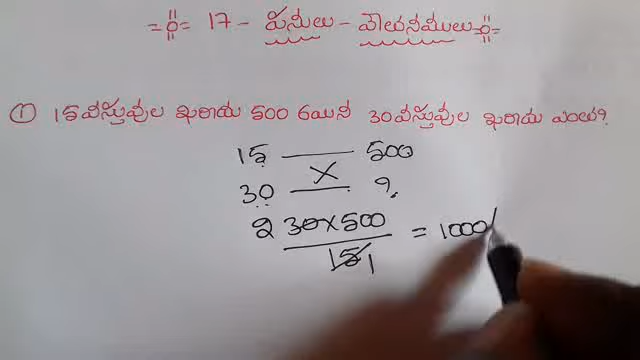 17 - పనులు - పౌనఃపున్యములు
① 15 వస్తువుల ఖరీదు 500 అయిన 30 వస్తువుల ఖరీదు ఎంత?
15 —— 500
30 —— ?
2 30×500 = 1000/
15 1